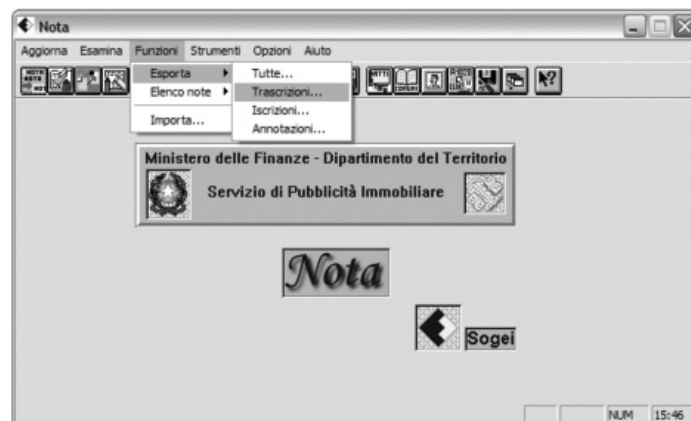 Nota
Aggiorna Esamina Funzioni Strumenti Opzioni Aiuto
Esporta
Elenco note
Importa...
Tutte...
Trascrizioni...
Iscrizioni...
Annotazioni...
Ministero delle Finanze - Dipartimento del Territorio
Servizio di Pubblicità Immobiliare
Nota
Sogei
NUM 15:46